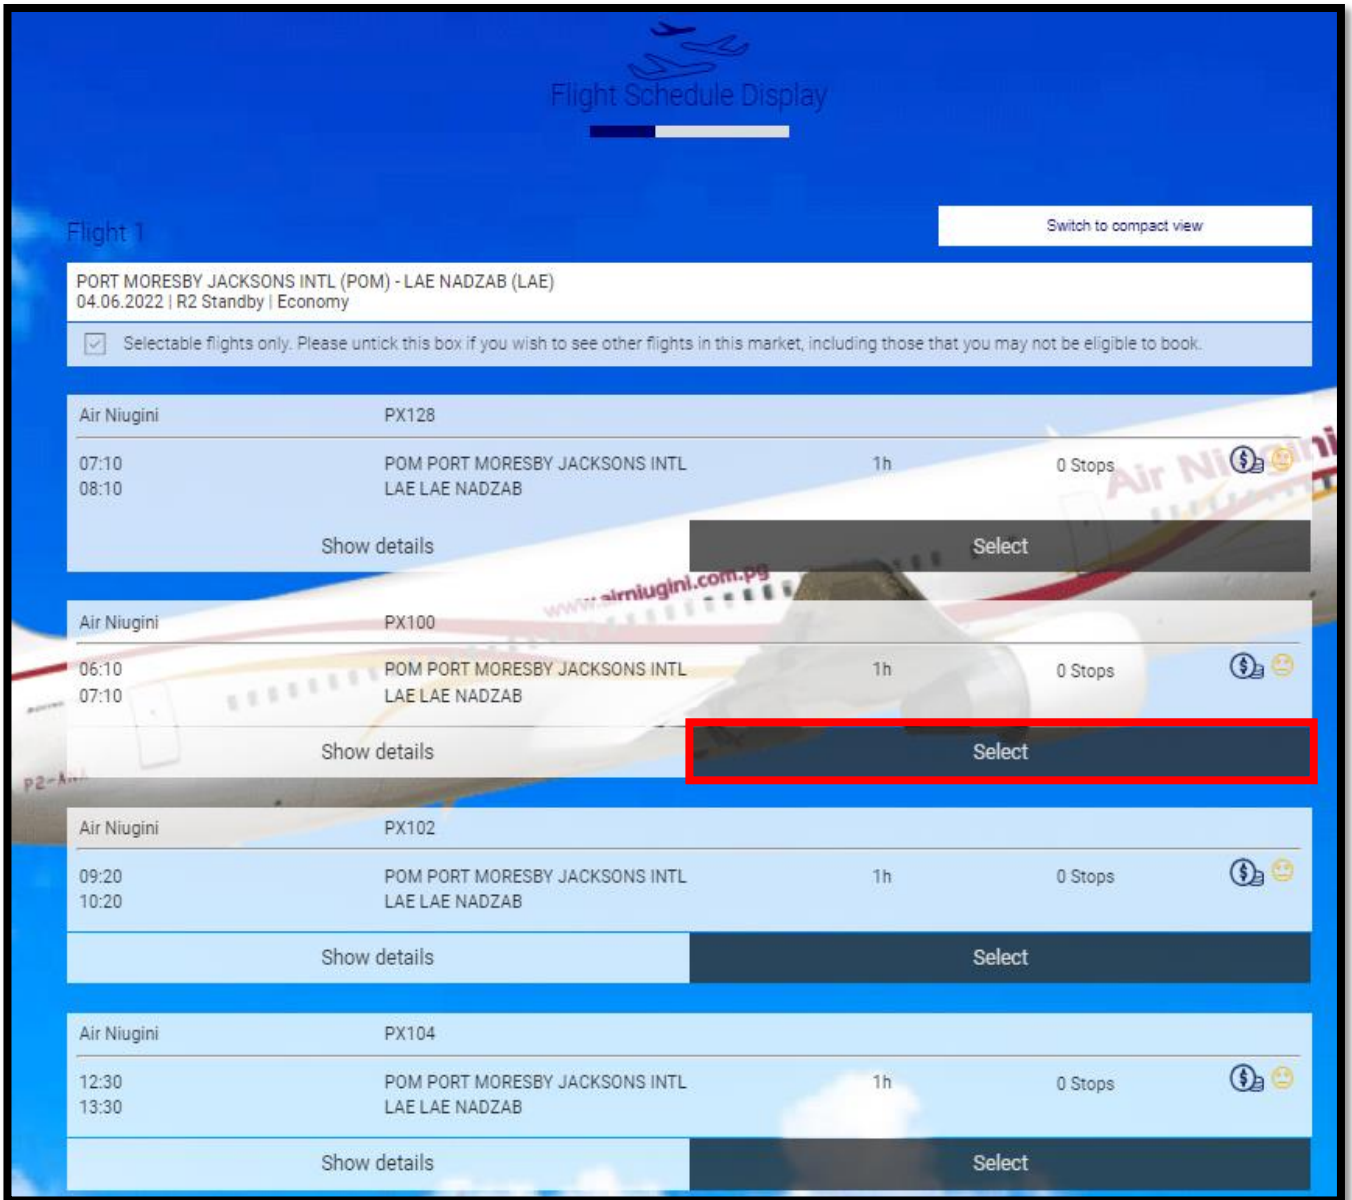 Flight Schedule Display
Flight 1
Switch to compact view
PORT MORESBY JACKSONS INTL (POM) - LAE NADZAB (LAE)
04.06.2022 | R2 Standby | Economy
Selectable flights only. Please untick this box if you wish to see other flights in this market, including those that you may not be eligible to book.
Air Niugini PX128
07:10 POM PORT MORESBY JACKSONS INTL 1h 0 Stops
08:10 LAE LAE NADZAB
Air Niugini
Show details Select
www.airniugini.com.pg
Air Niugini PX100
06:10 POM PORT MORESBY JACKSONS INTL 1h 0 Stops
07:10 LAE LAE NADZAB
Show details Select
Air Niugini PX102
09:20 POM PORT MORESBY JACKSONS INTL 1h 0 Stops
10:20 LAE LAE NADZAB
Show details Select
Air Niugini PX104
12:30 POM PORT MORESBY JACKSONS INTL 1h 0 Stops
13:30 LAE LAE NADZAB
Show details Select